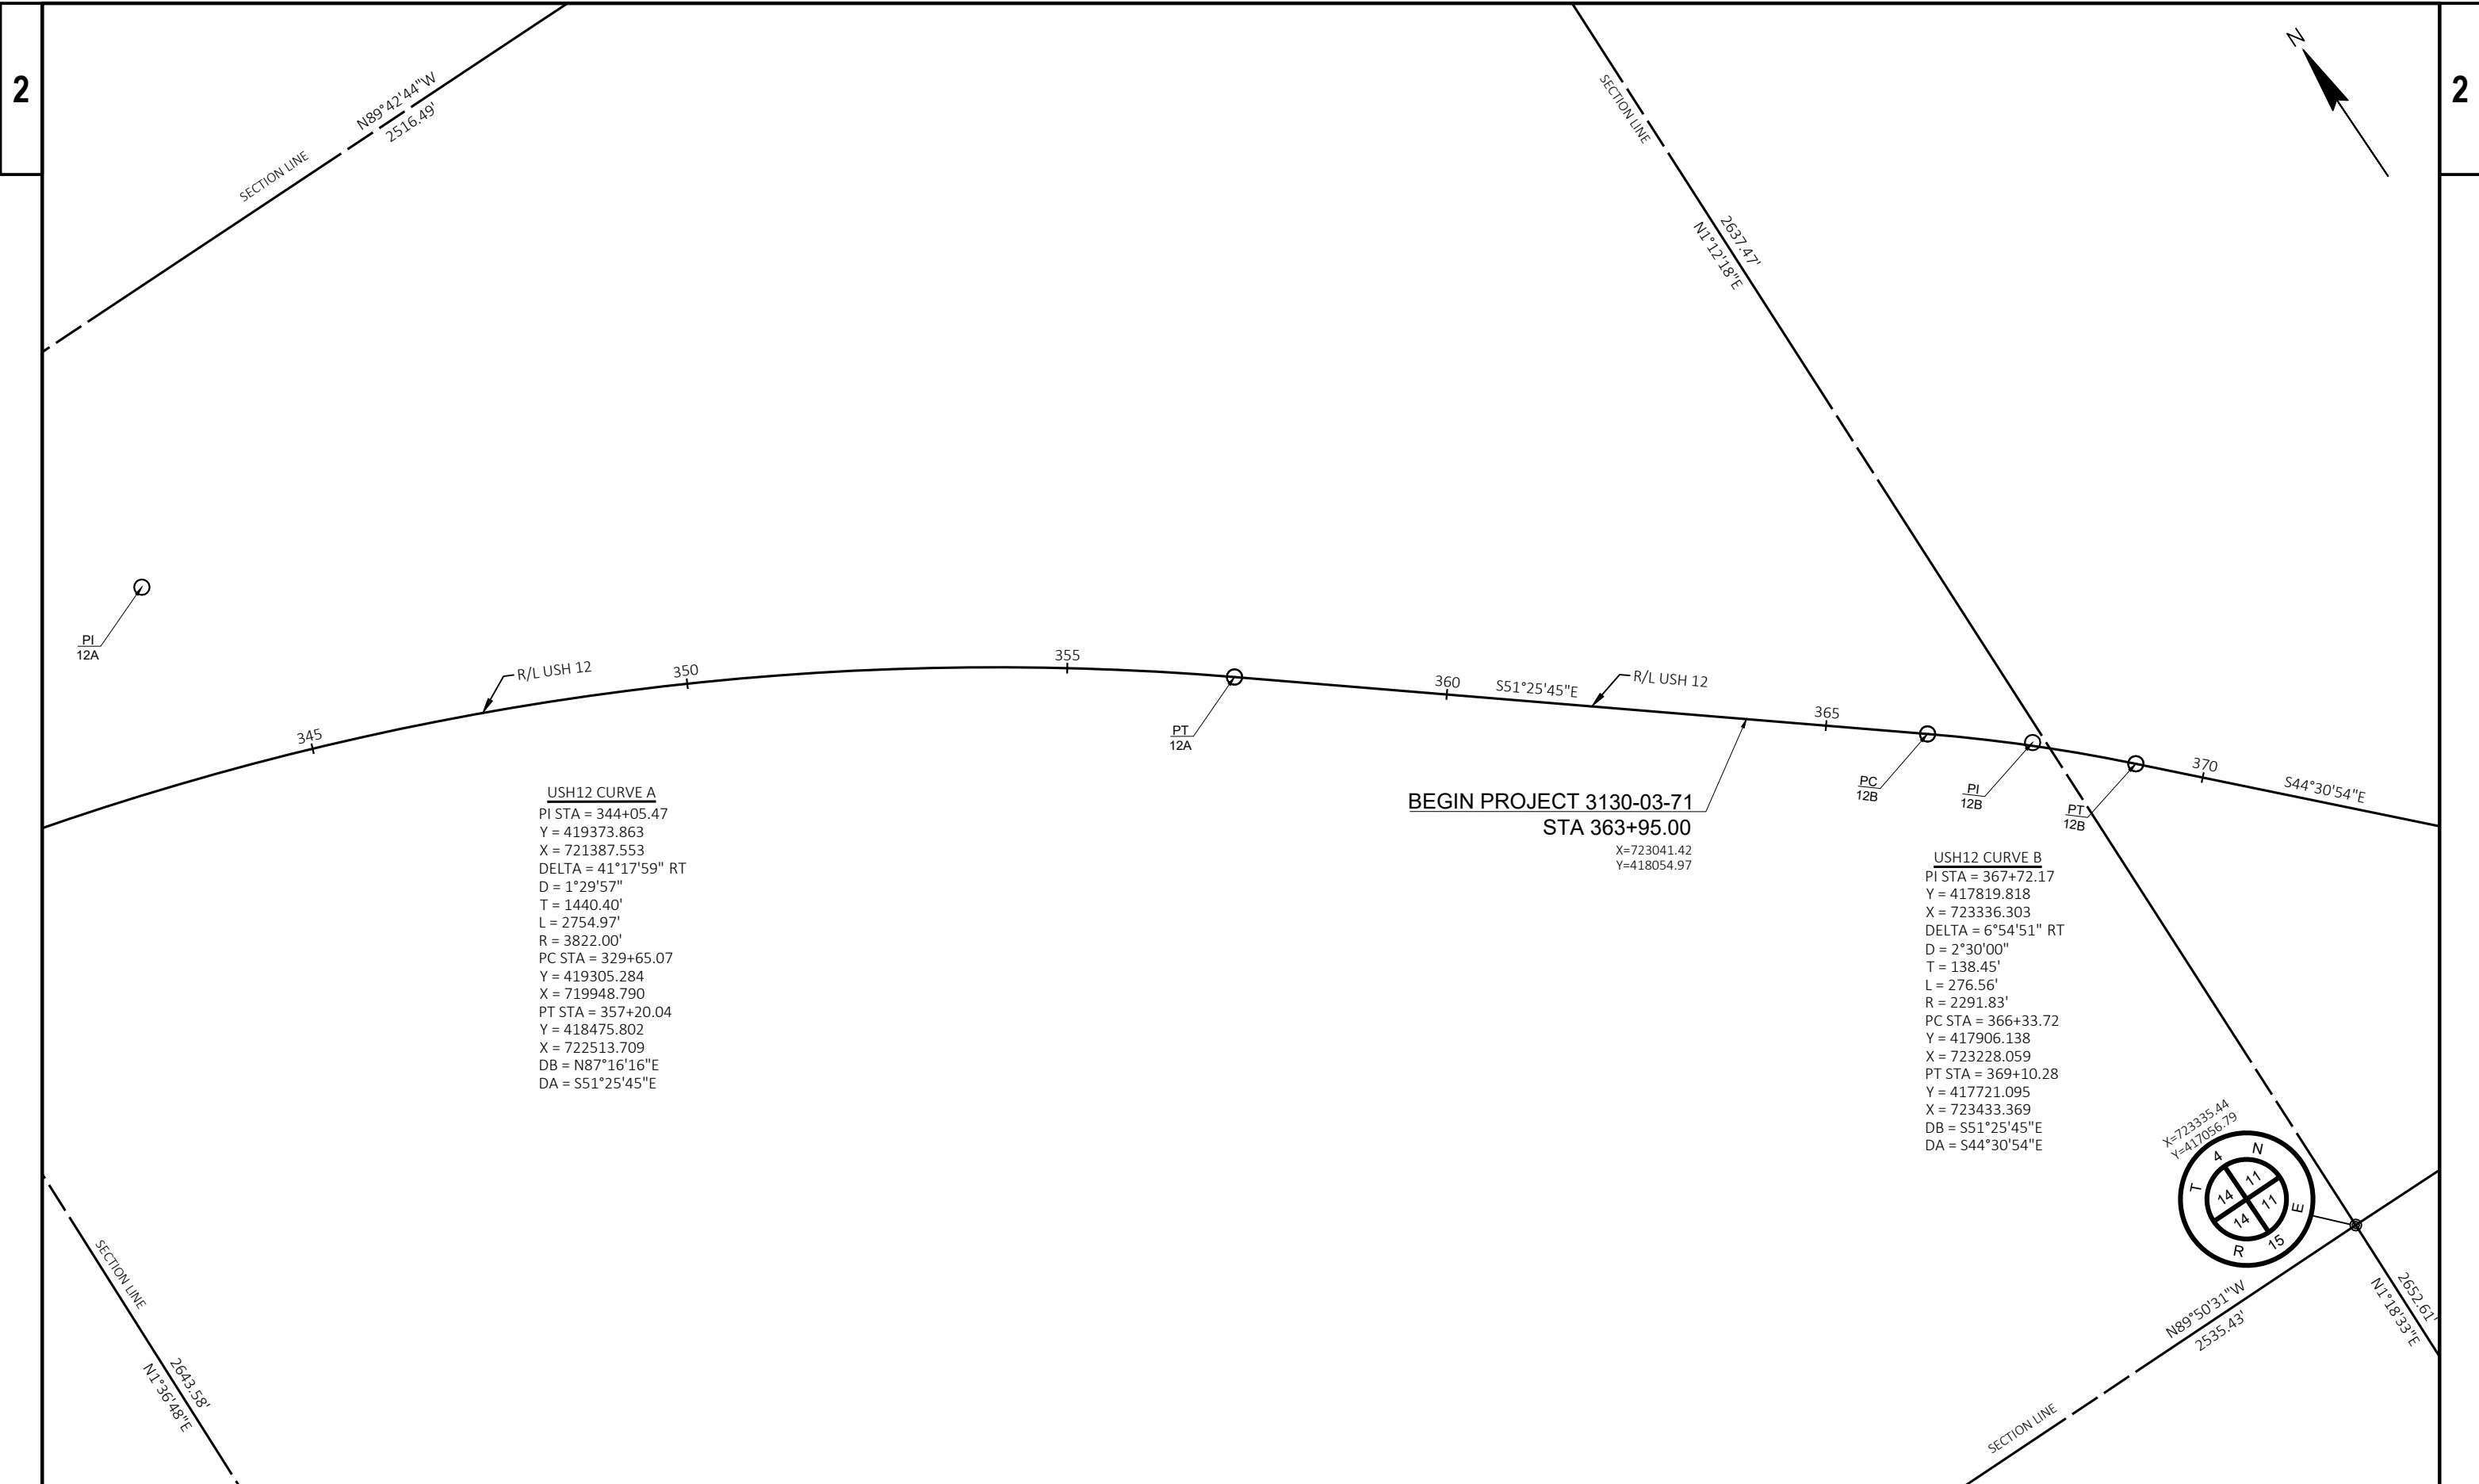 2
2
N
N89°42'44"W
2516.49'
SECTION LINE
SECTION LINE
2637.47'
N1°12'18"E
PI
12A
R/L USH 12
345
350
355
PT
12A
360
S51°25'45"E
R/L USH 12
365
BEGIN PROJECT 3130-03-71
STA 363+95.00
X=723041.42
Y=418054.97
PC
12B
PI
12B
PT
12B
370
S44°30'54"E
USH12 CURVE A
PI STA = 344+05.47
Y = 419373.863
X = 721387.553
DELTA = 41°17'59" RT
D = 1°29'57"
T = 1440.40'
L = 2754.97'
R = 3822.00'
PC STA = 329+65.07
Y = 419305.284
X = 719948.790
PT STA = 357+20.04
Y = 418475.802
X = 722513.709
DB = N87°16'16"E
DA = S51°25'45"E
USH12 CURVE B
PI STA = 367+72.17
Y = 417819.818
X = 723336.303
DELTA = 6°54'51" RT
D = 2°30'00"
T = 138.45'
L = 276.56'
R = 2291.83'
PC STA = 366+33.72
Y = 417906.138
X = 723228.059
PT STA = 369+10.28
Y = 417721.095
X = 723433.369
DB = S51°25'45"E
DA = S44°30'54"E
X=723335.44
Y=417056.79
T 4 N
R 15 E
14 11
14 11
SECTION LINE
2643.58'
N1°36'48"E
N89°50'31"W
2535.43'
SECTION LINE
2652.61'
N1°18'33"E